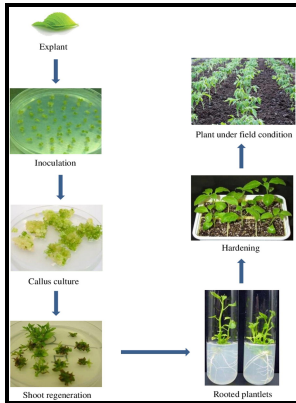 Explant
Inoculation
Callus culture
Shoot regeneration
Rooted plantlets
Hardening
Plant under field condition